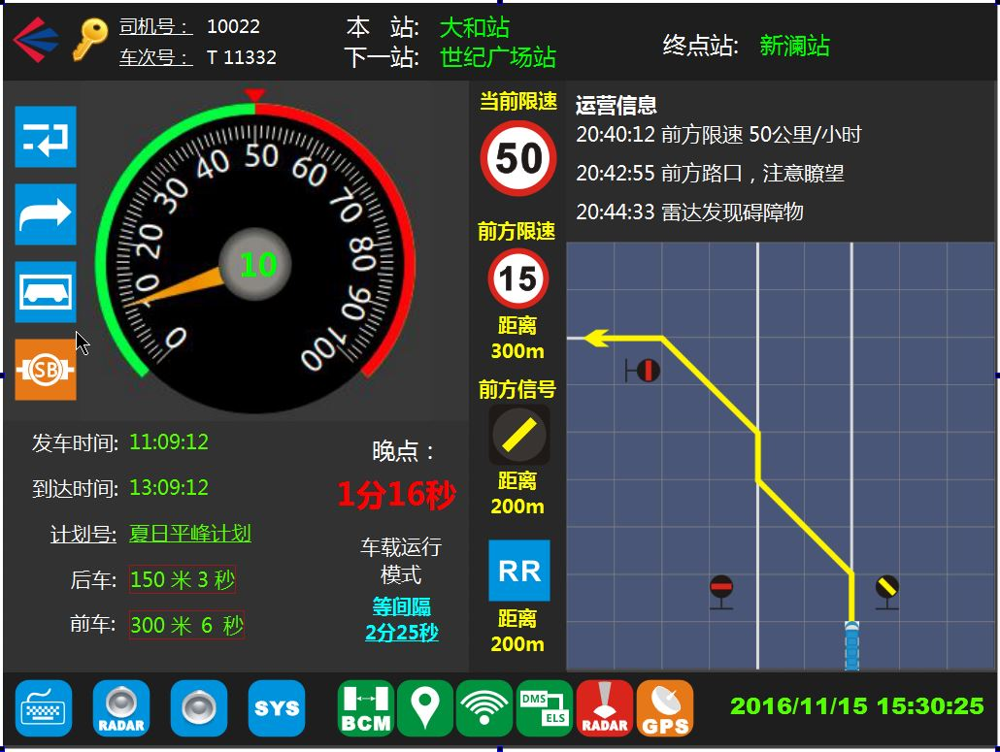 司机号： 10022
车次号： T 11332
本 站: 大和站
下一站: 世纪广场站
终点站: 新澜站
0
10
20
30
40
50
60
70
80
90
100
10
SB
当前限速
50
前方限速
15
距离
300m
前方信号
距离
200m
RR
距离
200m
运营信息
20:40:12 前方限速 50公里/小时
20:42:55 前方路口，注意瞭望
20:44:33 雷达发现碍障物
发车时间: 11:09:12
到达时间: 13:09:12
计划号: 夏日平峰计划
后车: 150 米 3 秒
前车: 300 米 6 秒
晚点：
1分16秒
车载运行
模式
等间隔
2分25秒
RADAR
SYS
BCM
DMS
ELS
RADAR
GPS
2016/11/15 15:30:25